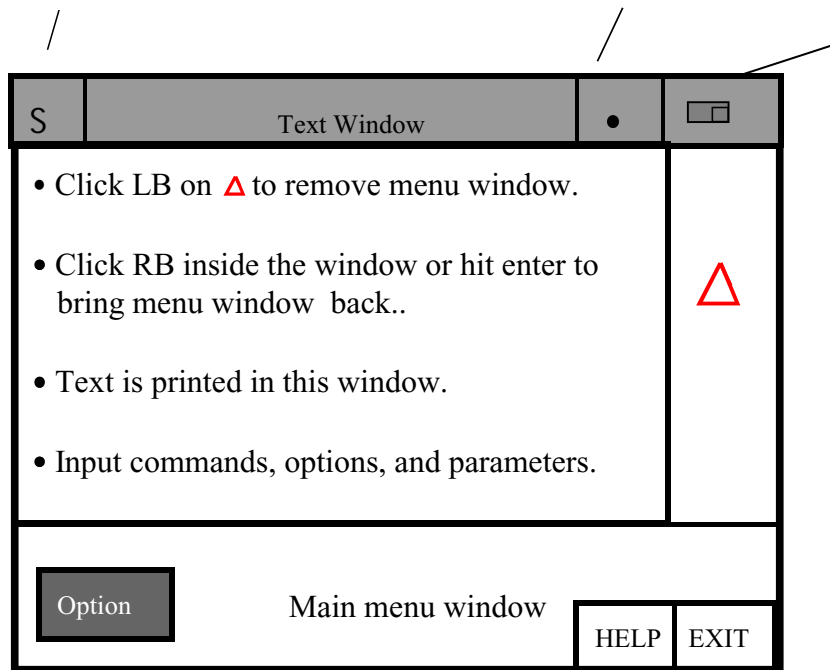 S Text Window •
• Click LB on Δ to remove menu window.
• Click RB inside the window or hit enter to
bring menu window back..
• Text is printed in this window.
• Input commands, options, and parameters.
Option Main menu window
HELP EXIT